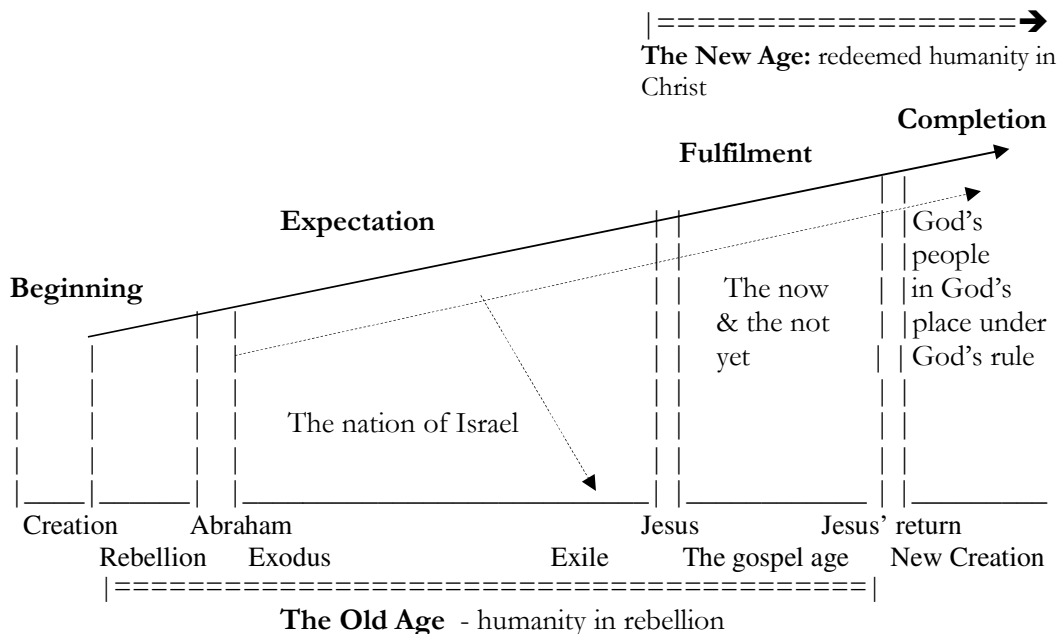 The New Age: redeemed humanity in
Christ
Completion
Fulfilment
Expectation
Beginning
God's
people
in God's
place under
God's rule
The now
& the not
yet
The nation of Israel
Creation Abraham Jesus Jesus' return
Rebellion Exodus Exile The gospel age New Creation
The Old Age - humanity in rebellion